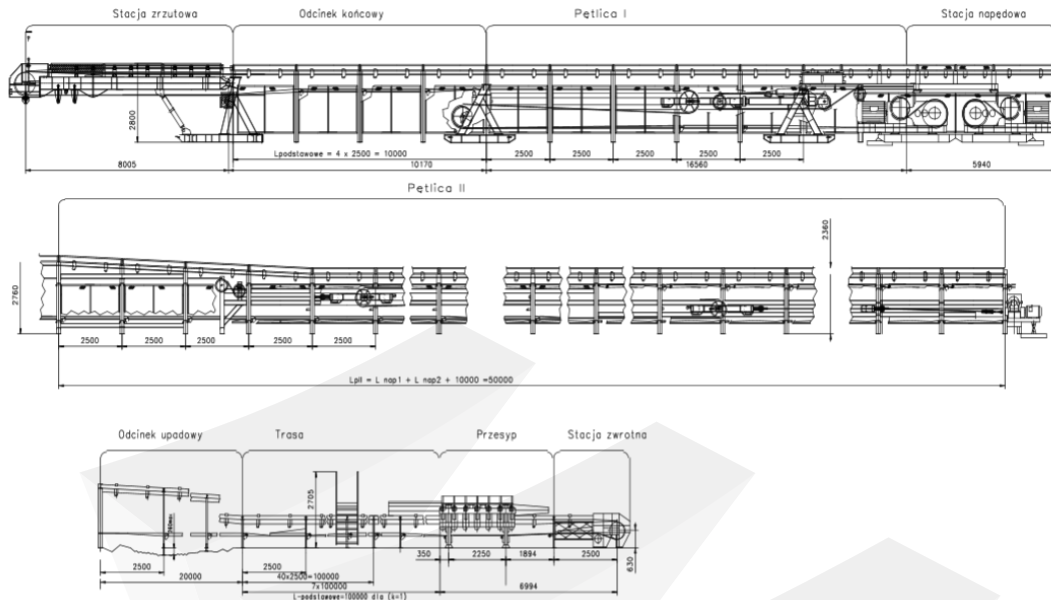 Stacja zrzutowa Odcinek końcowy Pętlica I Stacja napędowa
2800
Lpodstawowe = 4 x 2500 = 10000 2500 2500 2500 2500 2500
8005 10170 16560 5940
Pętlica II
2360
2760
2500 2500 2500 2500 2500
LpII = L nap1 + L nap2 + 10000 =50000
Odcinek upadowy Trasa Przesyp Stacja zwrotna
2705
630
2500 2500 350 2250 1894 2500
20000 40x2500=100000
7x100000 6994
L-podstawowe=100000 dla (k=1)